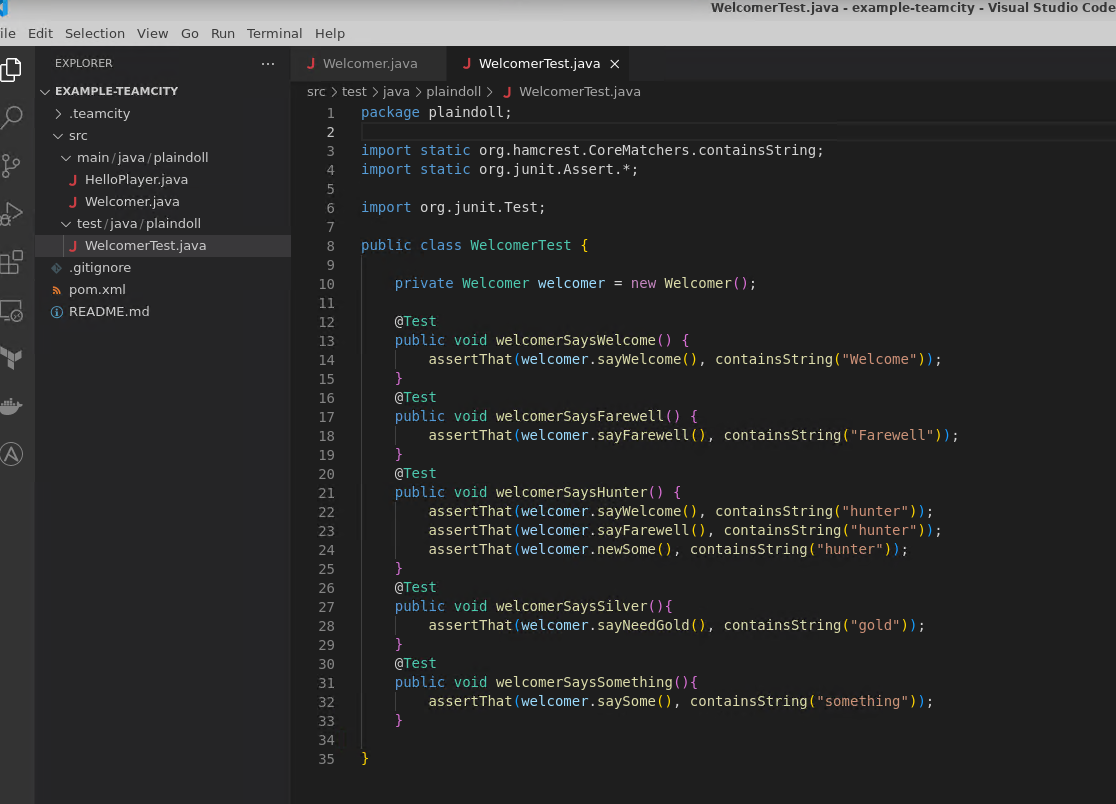 WelcomerTest.java - example-teamcity - Visual Studio Code
ile Edit Selection View Go Run Terminal Help
EXPLORER ···
EXAMPLE-TEAMCITY
.teamcity
src
main/java/plaindoll
HelloPlayer.java
Welcomer.java
test/java/plaindoll
WelcomerTest.java
.gitignore
pom.xml
README.md
Welcomer.java WelcomerTest.java ×
src > test > java > plaindoll > WelcomerTest.java
1 package plaindoll;
2
3 import static org.hamcrest.CoreMatchers.containsString;
4 import static org.junit.Assert.*;
5
6 import org.junit.Test;
7
8 public class WelcomerTest {
9
10     private Welcomer welcomer = new Welcomer();
11
12     @Test
13     public void welcomerSaysWelcome() {
14         assertThat(welcomer.sayWelcome(), containsString("Welcome"));
15     }
16     @Test
17     public void welcomerSaysFarewell() {
18         assertThat(welcomer.sayFarewell(), containsString("Farewell"));
19     }
20     @Test
21     public void welcomerSaysHunter() {
22         assertThat(welcomer.sayWelcome(), containsString("hunter"));
23         assertThat(welcomer.sayFarewell(), containsString("hunter"));
24         assertThat(welcomer.newSome(), containsString("hunter"));
25     }
26     @Test
27     public void welcomerSaysSilver(){
28         assertThat(welcomer.sayNeedGold(), containsString("gold"));
29     }
30     @Test
31     public void welcomerSaysSomething(){
32         assertThat(welcomer.saySome(), containsString("something"));
33     }
34
35 }